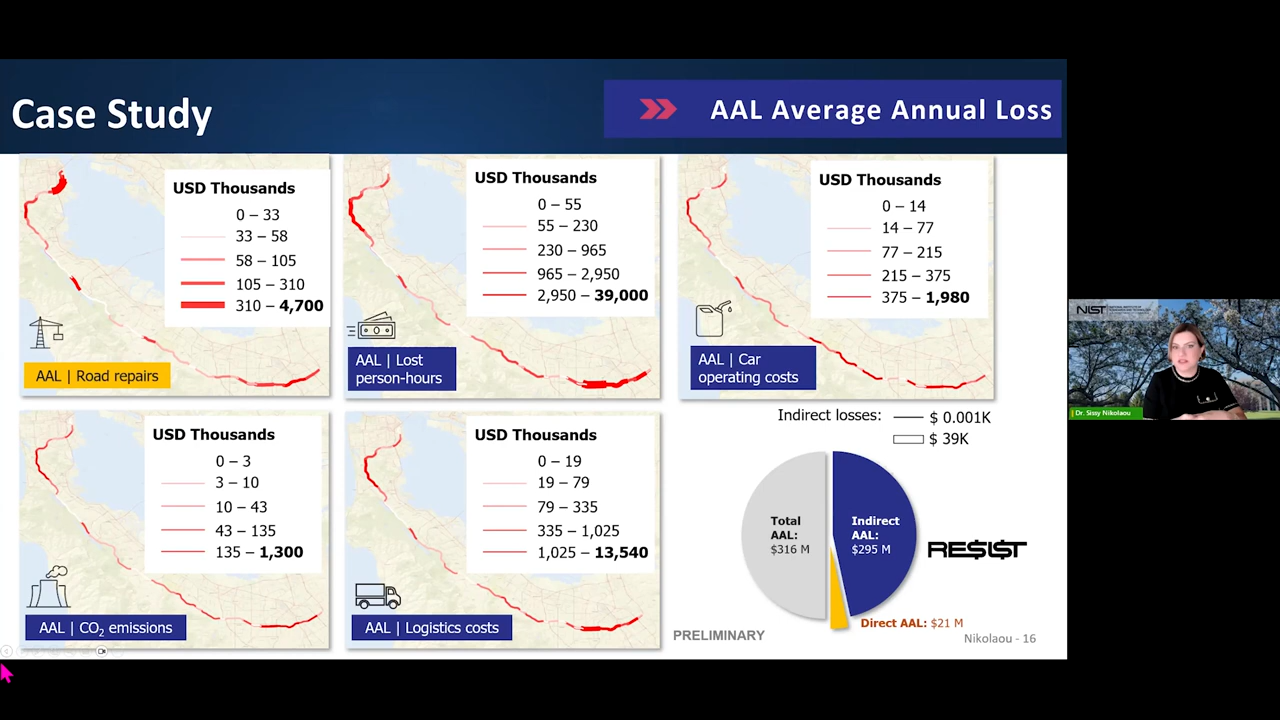 Case Study
AAL Average Annual Loss
USD Thousands
0 – 33
33 – 58
58 – 105
105 – 310
310 – 4,700
AAL | Road repairs
USD Thousands
0 – 55
55 – 230
230 – 965
965 – 2,950
2,950 – 39,000
AAL | Lost
person-hours
USD Thousands
0 – 14
14 – 77
77 – 215
215 – 375
375 – 1,980
AAL | Car
operating costs
USD Thousands
0 – 3
3 – 10
10 – 43
43 – 135
135 – 1,300
AAL | CO₂ emissions
USD Thousands
0 – 19
19 – 79
79 – 335
335 – 1,025
1,025 – 13,540
AAL | Logistics costs
Indirect losses:
$ 0.001K
$ 39K
Total
AAL:
$316 M
Indirect
AAL:
$295 M
Direct AAL: $21 M
RE$I$T
PRELIMINARY
Nikolaou - 16
NIST
Dr. Sissy Nikolaou